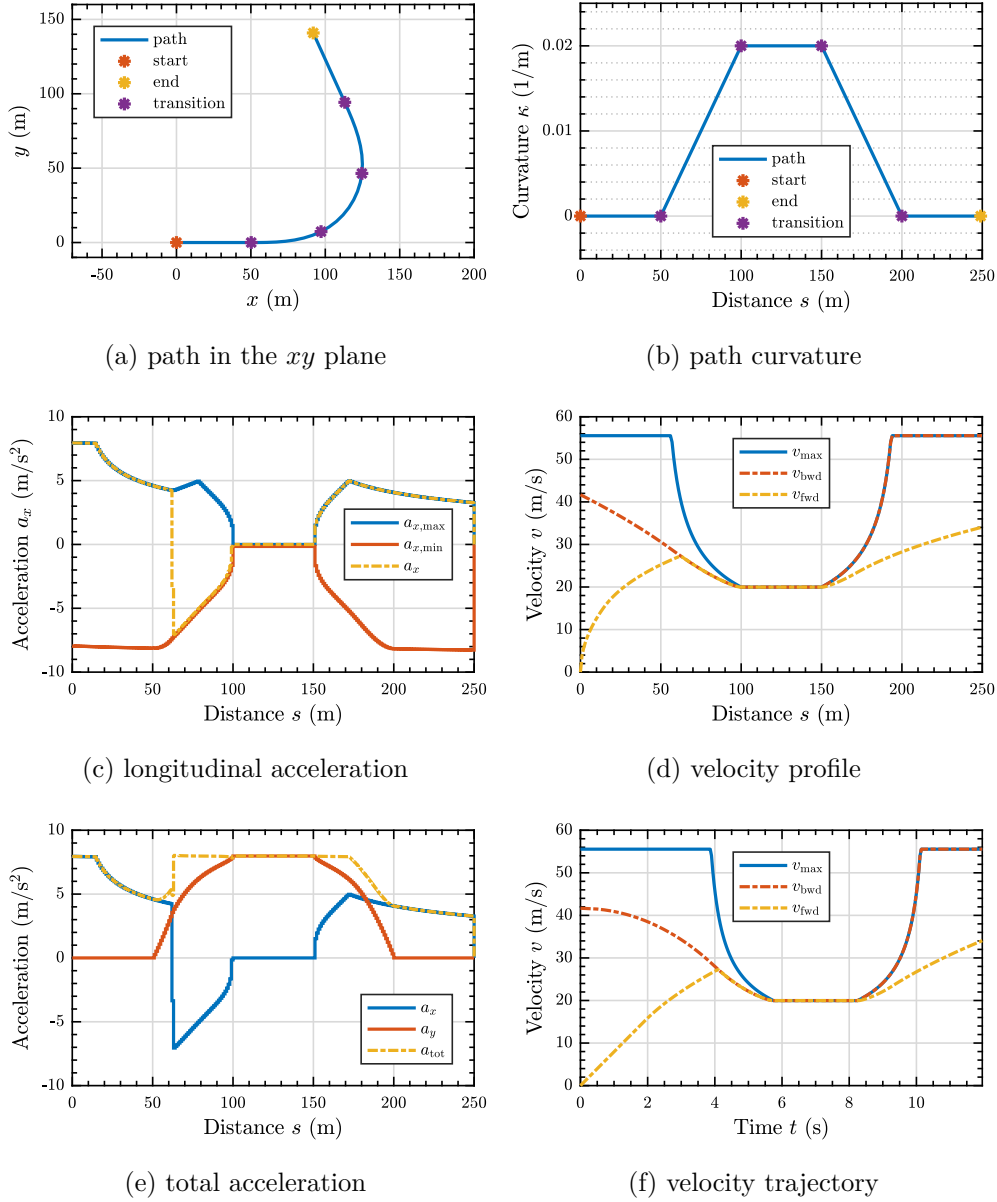 150
100
50
0
y (m)
path
start
end
transition
-50 0 50 100 150 200
x (m)
(a) path in the xy plane
0.02
0.01
0
Curvature κ (1/m)
path
start
end
transition
0 50 100 150 200 250
Distance s (m)
(b) path curvature
10
5
0
-5
-10
Acceleration a_x (m/s²)
a_x,max
a_x,min
a_x
0 50 100 150 200 250
Distance s (m)
(c) longitudinal acceleration
60
50
40
30
20
10
0
Velocity v (m/s)
v_max
v_bwd
v_fwd
0 50 100 150 200 250
Distance s (m)
(d) velocity profile
10
5
0
-5
-10
Acceleration (m/s²)
a_x
a_y
a_tot
0 50 100 150 200 250
Distance s (m)
(e) total acceleration
60
50
40
30
20
10
0
Velocity v (m/s)
v_max
v_bwd
v_fwd
0 2 4 6 8 10
Time t (s)
(f) velocity trajectory